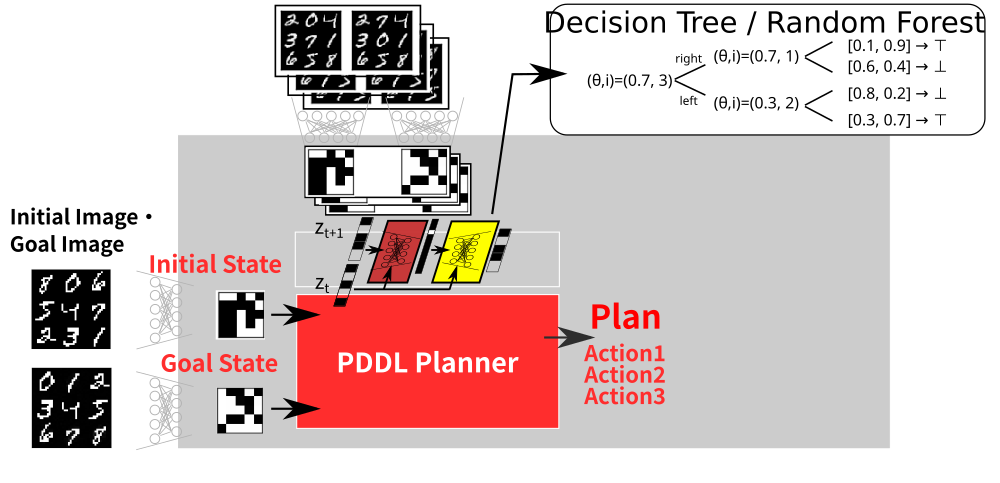 2 0 4 2 7 4
3 7 1 3 0 1
6 5 8 6 5 8
Decision Tree / Random Forest
right
(θ,i)=(0.7, 3)
left
(θ,i)=(0.7, 1)
(θ,i)=(0.3, 2)
[0.1, 0.9] → ⊤
[0.6, 0.4] → ⊥
[0.8, 0.2] → ⊥
[0.3, 0.7] → ⊤
Initial Image・
Goal Image
8 0 6
5 4 7
2 3 1
0 1 2
3 4 5
6 7 8
Initial State
Goal State
Zt+1
Zt
PDDL Planner
Plan
Action1
Action2
Action3